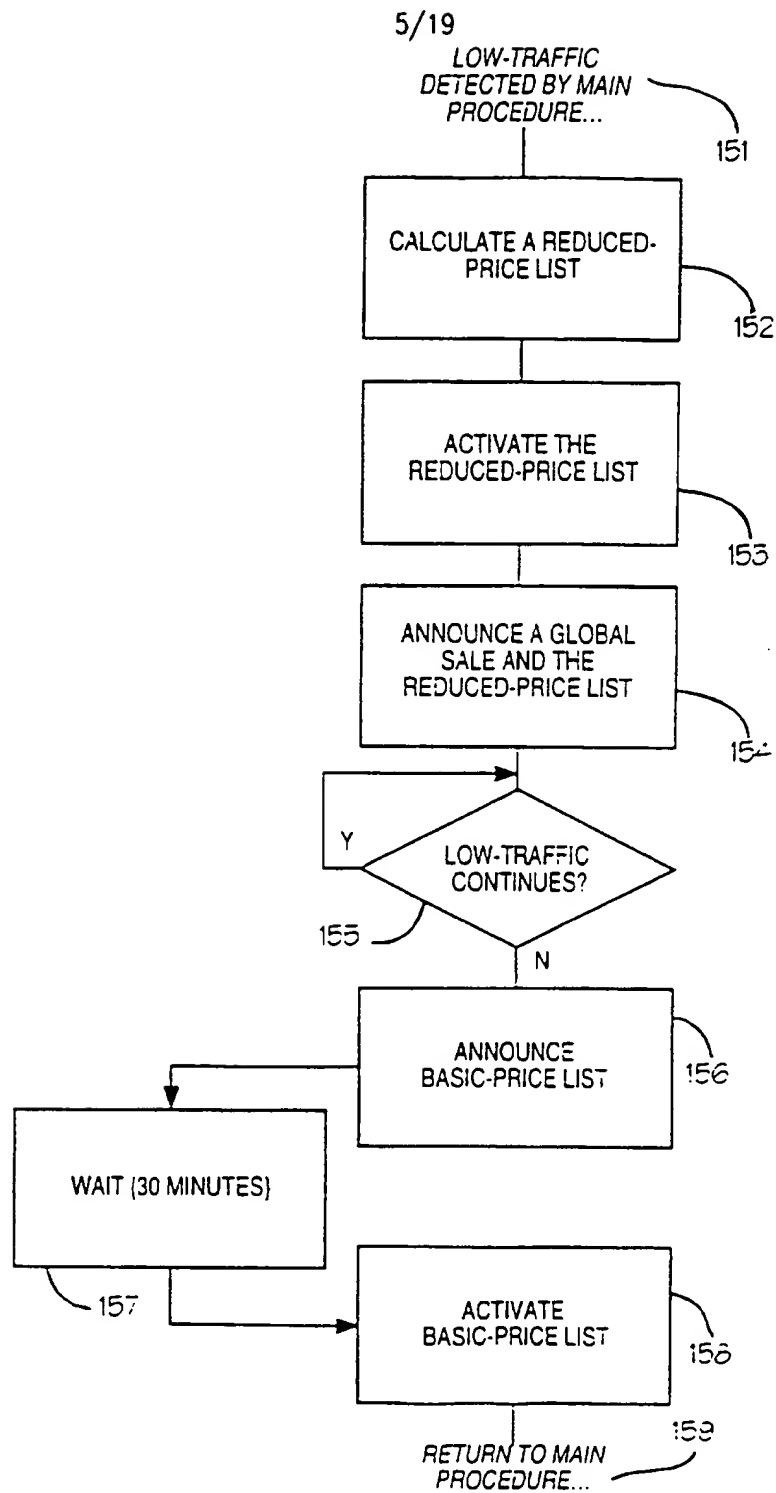 5/19
LOW-TRAFFIC
DETECTED BY MAIN
PROCEDURE...
151
CALCULATE A REDUCED-
PRICE LIST
152
ACTIVATE THE
REDUCED-PRICE LIST
153
ANNOUNCE A GLOBAL
SALE AND THE
REDUCED-PRICE LIST
154
Y
LOW-TRAFFIC
CONTINUES?
155
N
ANNOUNCE
BASIC-PRICE LIST
156
WAIT (30 MINUTES)
157
ACTIVATE
BASIC-PRICE LIST
158
RETURN TO MAIN
PROCEDURE...
159